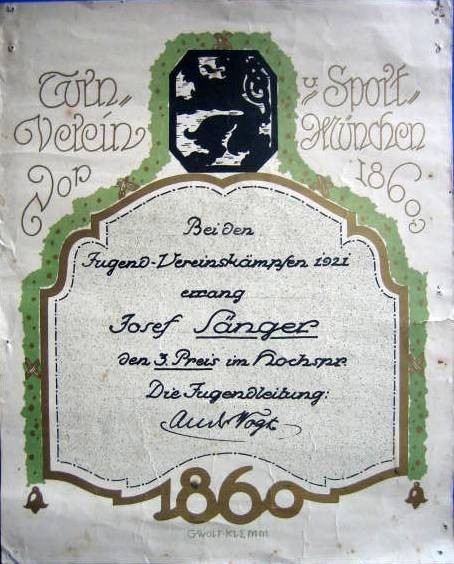 Turn- u. Sport-
Verein München
von 1860
Bei den
Jugend-Vereinskämpfen 1921
errang
Josef Sänger
den 3. Preis im Hochspr.
Die Jugendleitung:
Vogt
1860
G·WOLF·KLEMM